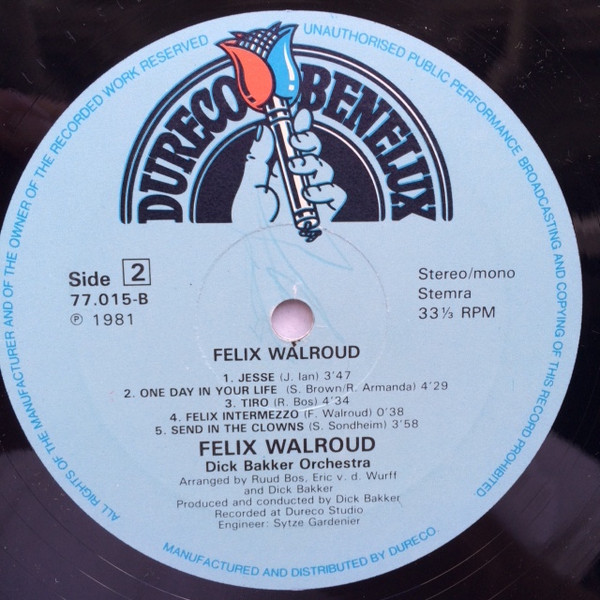 ALL RIGHTS OF THE MANUFACTURER AND OF THE OWNER OF THE RECORDED WORK RESERVED
UNAUTHORISED PUBLIC PERFORMANCE BROADCASTING AND COPYING OF THIS RECORD PROHIBITED
DURECO BENELUX
Side 2
77.015-B
Ⓟ 1981
Stereo/mono
Stemra
33⅓ RPM
FELIX WALROUD
1. JESSE (J. Ian) 3'47
2. ONE DAY IN YOUR LIFE (S. Brown/R. Armanda) 4'29
3. TIRO (R. Bos) 4'34
4. FELIX INTERMEZZO (F. Walroud) 0'38
5. SEND IN THE CLOWNS (S. Sondheim) 3'58
FELIX WALROUD
Dick Bakker Orchestra
Arranged by Ruud Bos, Eric v. d. Wurff
and Dick Bakker
Produced and conducted by Dick Bakker
Recorded at Dureco Studio
Engineer: Sytze Gardenier
MANUFACTURED AND DISTRIBUTED BY DURECO.